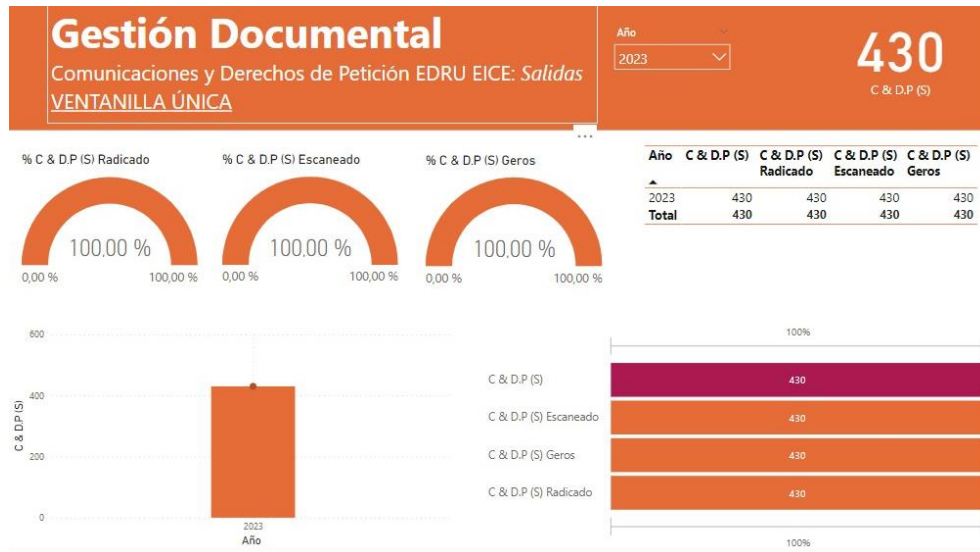 Gestión Documental
Comunicaciones y Derechos de Petición EDRU EICE: Salidas
VENTANILLA ÚNICA
Año
2023
430
C & D.P (S)
% C & D.P (S) Radicado
100,00 %
0,00 %
100,00 %
% C & D.P (S) Escaneado
100,00 %
0,00 %
100,00 %
% C & D.P (S) Geros
100,00 %
0,00 %
100,00 %
Año C & D.P (S) C & D.P (S) Radicado C & D.P (S) Escaneado C & D.P (S) Geros
2023 430 430 430 430
Total 430 430 430 430
C & D.P (S)
600
400
200
0
2023
Año
100%
C & D.P (S) 430
C & D.P (S) Escaneado 430
C & D.P (S) Geros 430
C & D.P (S) Radicado 430
100%